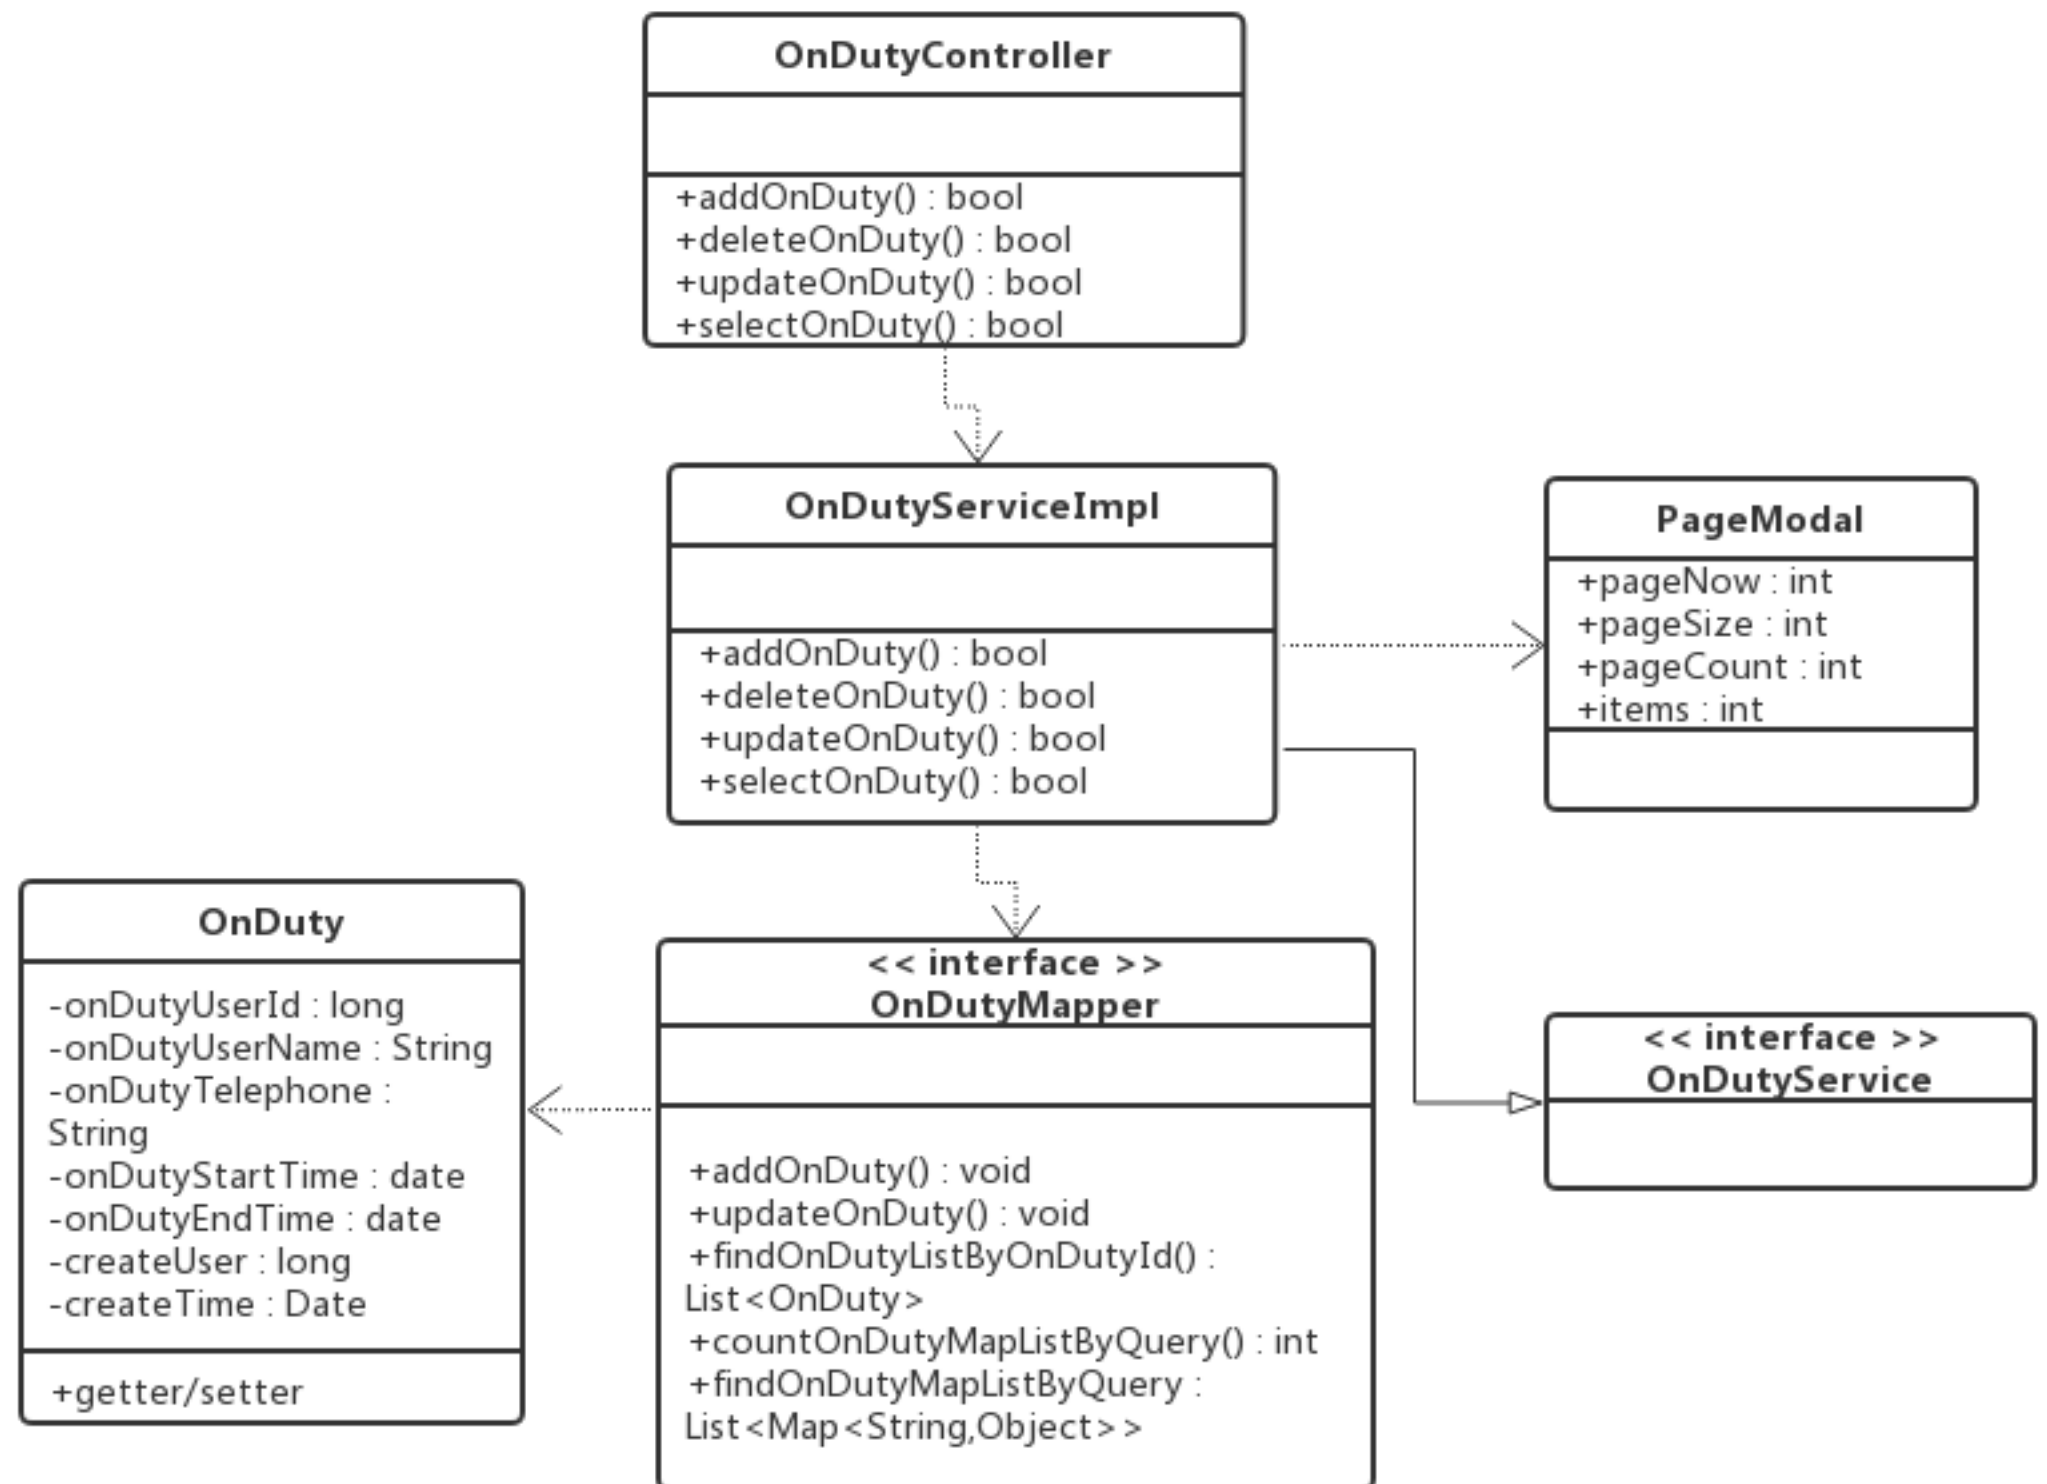 OnDutyController
+addOnDuty() : bool
+deleteOnDuty() : bool
+updateOnDuty() : bool
+selectOnDuty() : bool
OnDutyServiceImpl
+addOnDuty() : bool
+deleteOnDuty() : bool
+updateOnDuty() : bool
+selectOnDuty() : bool
PageModal
+pageNow : int
+pageSize : int
+pageCount : int
+items : int
OnDuty
-onDutyUserId : long
-onDutyUserName : String
-onDutyTelephone :
String
-onDutyStartTime : date
-onDutyEndTime : date
-createUser : long
-createTime : Date
+getter/setter
<< interface >>
OnDutyMapper
+addOnDuty() : void
+updateOnDuty() : void
+findOnDutyListByOnDutyId() :
List<OnDuty>
+countOnDutyMapListByQuery() : int
+findOnDutyMapListByQuery :
List<Map<String,Object>>
<< interface >>
OnDutyService